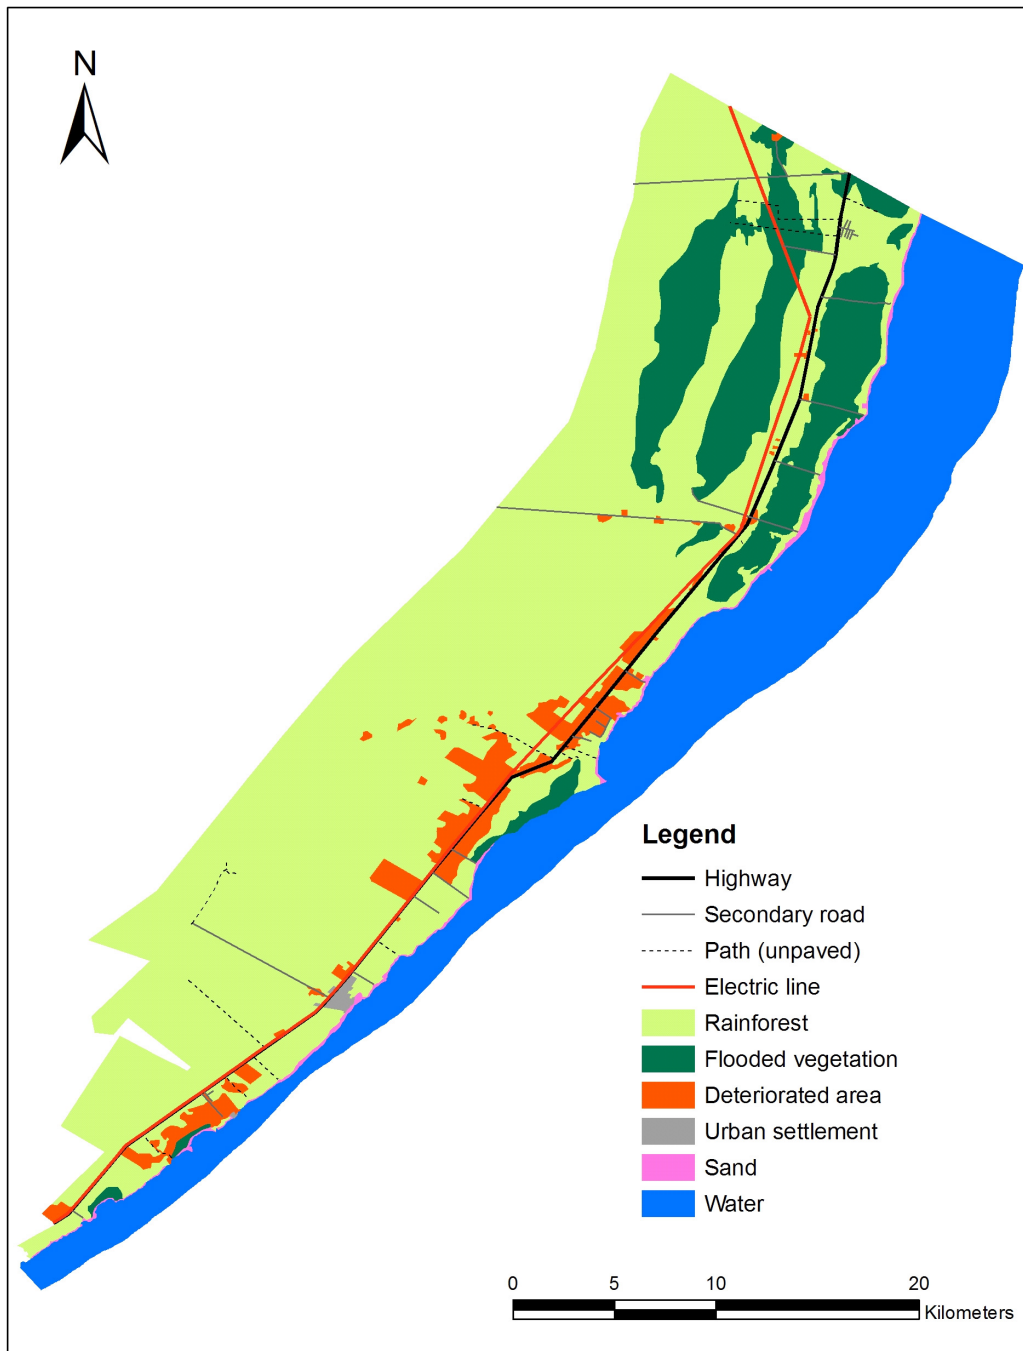 N
Legend
Highway
Secondary road
Path (unpaved)
Electric line
Rainforest
Flooded vegetation
Deteriorated area
Urban settlement
Sand
Water
0 5 10 20
Kilometers